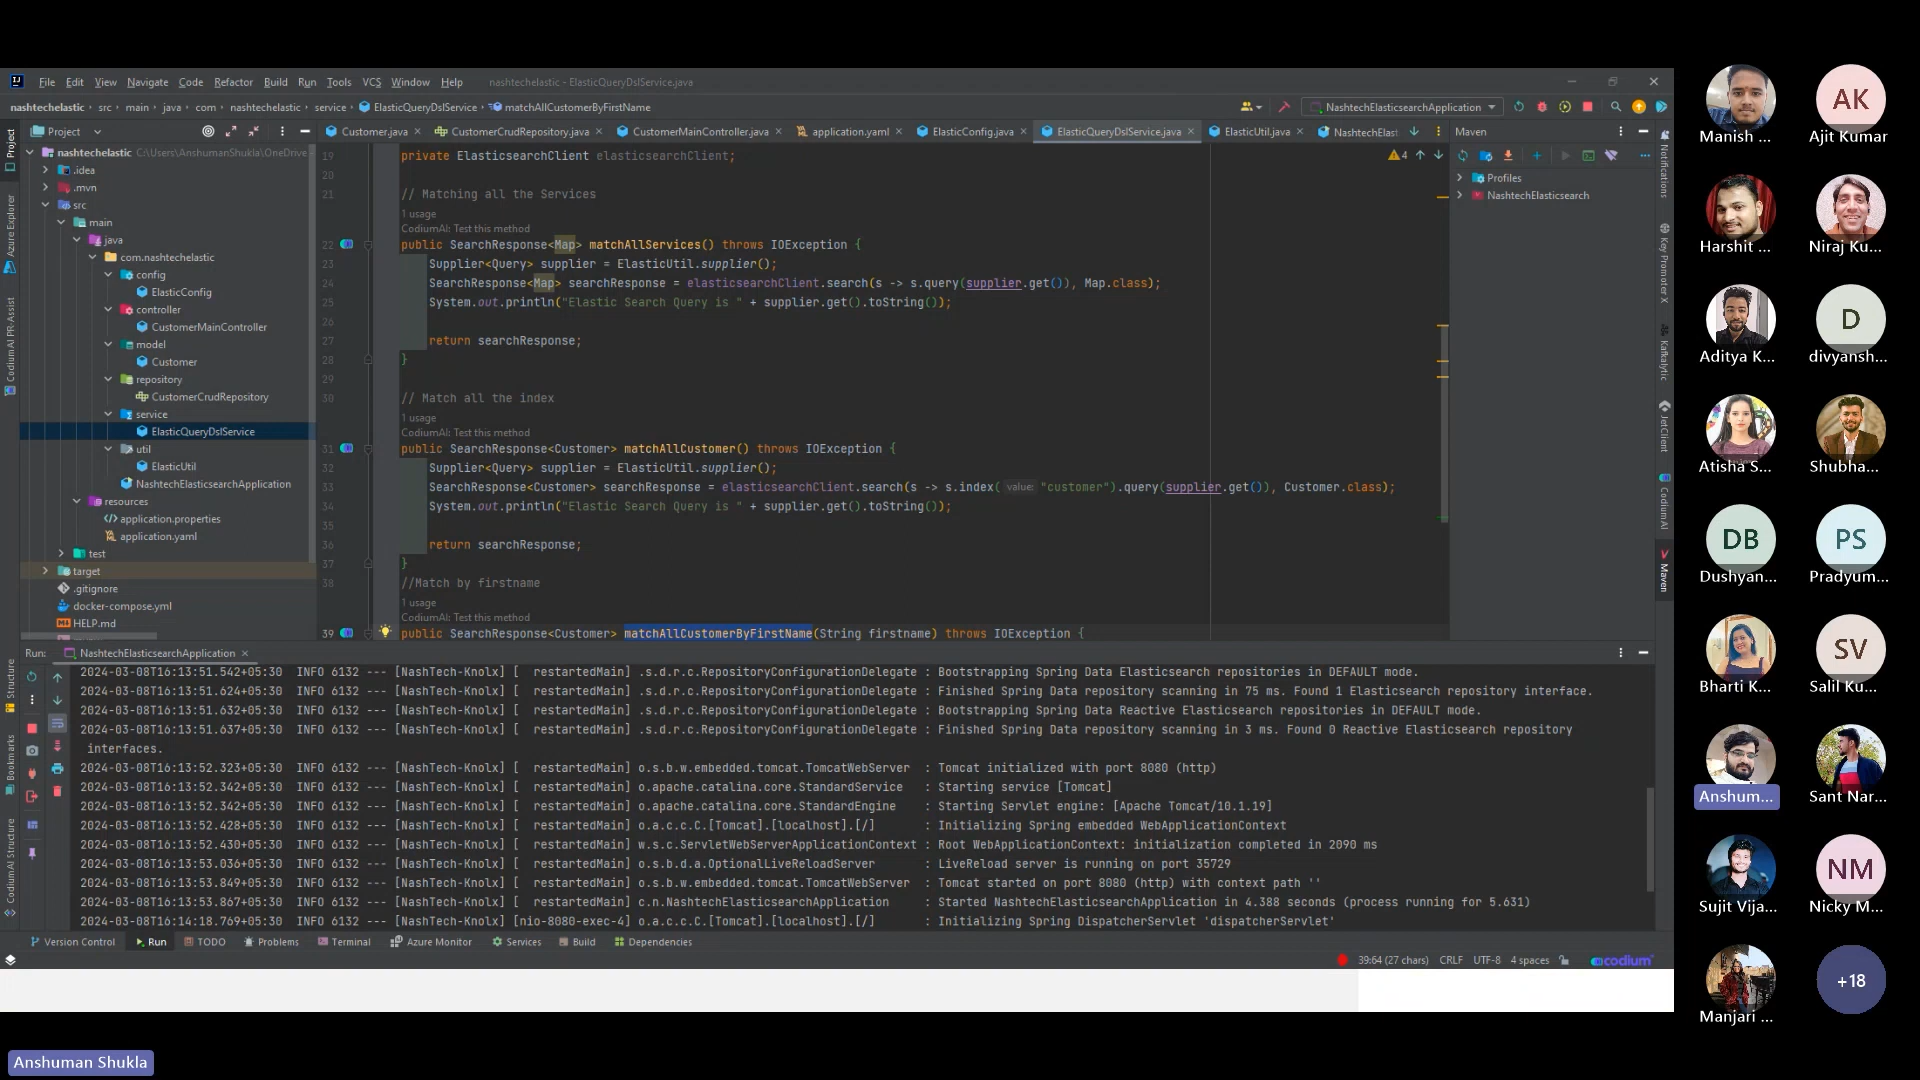 File Edit View Navigate Code Refactor Build Run Tools VCS Window Help nashtechelastic - ElasticQueryDslService.java
nashtechelastic > src > main > java > com > nashtechelastic > service > ElasticQueryDslService > matchAllCustomerByFirstName NashtechElasticsearchApplication
Project Customer.java CustomerCrudRepository.java CustomerMainController.java application.yaml ElasticConfig.java ElasticQueryDslService.java ElasticUtil.java NashtechElast Maven
Project
Azure Explorer
CodiumAI PR-Assist
Structure
Bookmarks
CodiumAI Structure
nashtechelastic C:\Users\AnshumanShukla\OneDrive
.idea
.mvn
src
main
java
com.nashtechelastic
config
ElasticConfig
controller
CustomerMainController
model
Customer
repository
CustomerCrudRepository
service
ElasticQueryDslService
util
ElasticUtil
NashtechElasticsearchApplication
resources
application.properties
application.yaml
test
target
.gitignore
docker-compose.yml
HELP.md
19 private ElasticsearchClient elasticsearchClient;
20
21 // Matching all the Services
1 usage
CodiumAI: Test this method
22 public SearchResponse<Map> matchAllServices() throws IOException {
23 Supplier<Query> supplier = ElasticUtil.supplier();
24 SearchResponse<Map> searchResponse = elasticsearchClient.search(s -> s.query(supplier.get()), Map.class);
25 System.out.println("Elastic Search Query is " + supplier.get().toString());
26
27 return searchResponse;
28 }
29
30 // Match all the index
1 usage
CodiumAI: Test this method
31 public SearchResponse<Customer> matchAllCustomer() throws IOException {
32 Supplier<Query> supplier = ElasticUtil.supplier();
33 SearchResponse<Customer> searchResponse = elasticsearchClient.search(s -> s.index( value: "customer").query(supplier.get()), Customer.class);
34 System.out.println("Elastic Search Query is " + supplier.get().toString());
35
36 return searchResponse;
37 }
38 //Match by firstname
1 usage
CodiumAI: Test this method
39 public SearchResponse<Customer> matchAllCustomerByFirstName(String firstname) throws IOException {
4
Profiles
NashtechElasticsearch
Notifications
Key Promoter X
Kafkalytic
JetClient
CodiumAI
Maven
Run: NashtechElasticsearchApplication
2024-03-08T16:13:51.542+05:30 INFO 6132 --- [NashTech-Knolx] [ restartedMain] .s.d.r.c.RepositoryConfigurationDelegate : Bootstrapping Spring Data Elasticsearch repositories in DEFAULT mode.
2024-03-08T16:13:51.624+05:30 INFO 6132 --- [NashTech-Knolx] [ restartedMain] .s.d.r.c.RepositoryConfigurationDelegate : Finished Spring Data repository scanning in 75 ms. Found 1 Elasticsearch repository interface.
2024-03-08T16:13:51.632+05:30 INFO 6132 --- [NashTech-Knolx] [ restartedMain] .s.d.r.c.RepositoryConfigurationDelegate : Bootstrapping Spring Data Reactive Elasticsearch repositories in DEFAULT mode.
2024-03-08T16:13:51.637+05:30 INFO 6132 --- [NashTech-Knolx] [ restartedMain] .s.d.r.c.RepositoryConfigurationDelegate : Finished Spring Data repository scanning in 3 ms. Found 0 Reactive Elasticsearch repository
interfaces.
2024-03-08T16:13:52.323+05:30 INFO 6132 --- [NashTech-Knolx] [ restartedMain] o.s.b.w.embedded.tomcat.TomcatWebServer : Tomcat initialized with port 8080 (http)
2024-03-08T16:13:52.342+05:30 INFO 6132 --- [NashTech-Knolx] [ restartedMain] o.apache.catalina.core.StandardService : Starting service [Tomcat]
2024-03-08T16:13:52.342+05:30 INFO 6132 --- [NashTech-Knolx] [ restartedMain] o.apache.catalina.core.StandardEngine : Starting Servlet engine: [Apache Tomcat/10.1.19]
2024-03-08T16:13:52.428+05:30 INFO 6132 --- [NashTech-Knolx] [ restartedMain] o.a.c.c.C.[Tomcat].[localhost].[/] : Initializing Spring embedded WebApplicationContext
2024-03-08T16:13:52.430+05:30 INFO 6132 --- [NashTech-Knolx] [ restartedMain] w.s.c.ServletWebServerApplicationContext : Root WebApplicationContext: initialization completed in 2090 ms
2024-03-08T16:13:53.036+05:30 INFO 6132 --- [NashTech-Knolx] [ restartedMain] o.s.b.d.a.OptionalLiveReloadServer : LiveReload server is running on port 35729
2024-03-08T16:13:53.849+05:30 INFO 6132 --- [NashTech-Knolx] [ restartedMain] o.s.b.w.embedded.tomcat.TomcatWebServer : Tomcat started on port 8080 (http) with context path ''
2024-03-08T16:13:53.867+05:30 INFO 6132 --- [NashTech-Knolx] [ restartedMain] c.n.NashtechElasticsearchApplication : Started NashtechElasticsearchApplication in 4.388 seconds (process running for 5.631)
2024-03-08T16:14:18.769+05:30 INFO 6132 --- [NashTech-Knolx] [nio-8080-exec-4] o.a.c.c.C.[Tomcat].[localhost].[/] : Initializing Spring DispatcherServlet 'dispatcherServlet'
Version Control Run TODO Problems Terminal Azure Monitor Services Build Dependencies
39:64 (27 chars) CRLF UTF-8 4 spaces codium
Manish ... AK Ajit Kumar
Harshit ... Niraj Ku...
Aditya K... D divyansh...
Atisha S... Shubha...
DB Dushyan... PS Pradyum...
Bharti K... SV Salil Ku...
Anshum... Sant Nar...
Sujit Vija... NM Nicky M...
Manjari ... +18
Anshuman Shukla